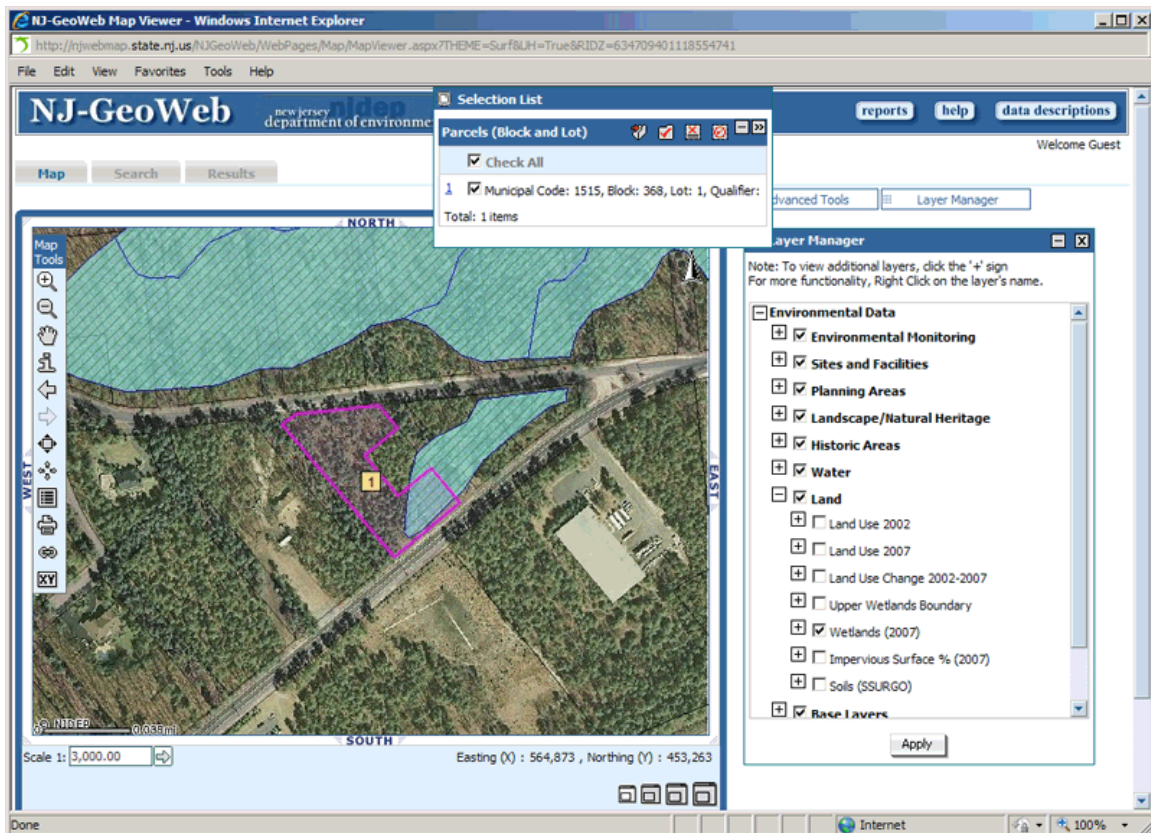 NJ-GeoWeb Map Viewer - Windows Internet Explorer
http://njwebmap.state.nj.us/NJGeoWeb/WebPages/Map/MapViewer.aspx?THEME=Surf&UH=True&RIDZ=634709401118554741
File Edit View Favorites Tools Help
NJ-GeoWeb
new jersey njdep
department of environme
reports help data descriptions
Welcome Guest
Selection List
Parcels (Block and Lot)
Check All
1 Municipal Code: 1515, Block: 368, Lot: 1, Qualifier:
Total: 1 items
Map Search Results
dvanced Tools Layer Manager
NORTH
Map
Tools
XY
WEST
EAST
1
© NJDEP
0 0.038mi
SOUTH
Scale 1: 3,000.00
Easting (X) : 564,873 , Northing (Y) : 453,263
Layer Manager
Note: To view additional layers, click the '+' sign
For more functionality, Right Click on the layer's name.
Environmental Data
Environmental Monitoring
Sites and Facilities
Planning Areas
Landscape/Natural Heritage
Historic Areas
Water
Land
Land Use 2002
Land Use 2007
Land Use Change 2002-2007
Upper Wetlands Boundary
Wetlands (2007)
Impervious Surface % (2007)
Soils (SSURGO)
Base Layers
Apply
Done
Internet
100%